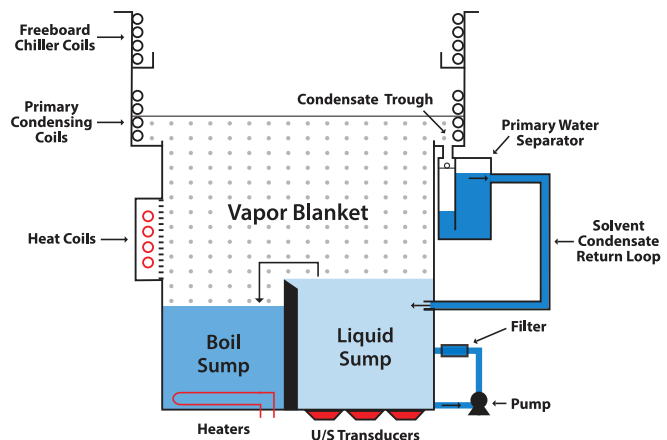 Freeboard
Chiller Coils
Primary
Condensing
Coils
Condensate Trough
Primary Water
Separator
Vapor Blanket
Heat Coils
Solvent
Condensate
Return Loop
Boil
Sump
Liquid
Sump
Filter
Pump
Heaters
U/S Transducers